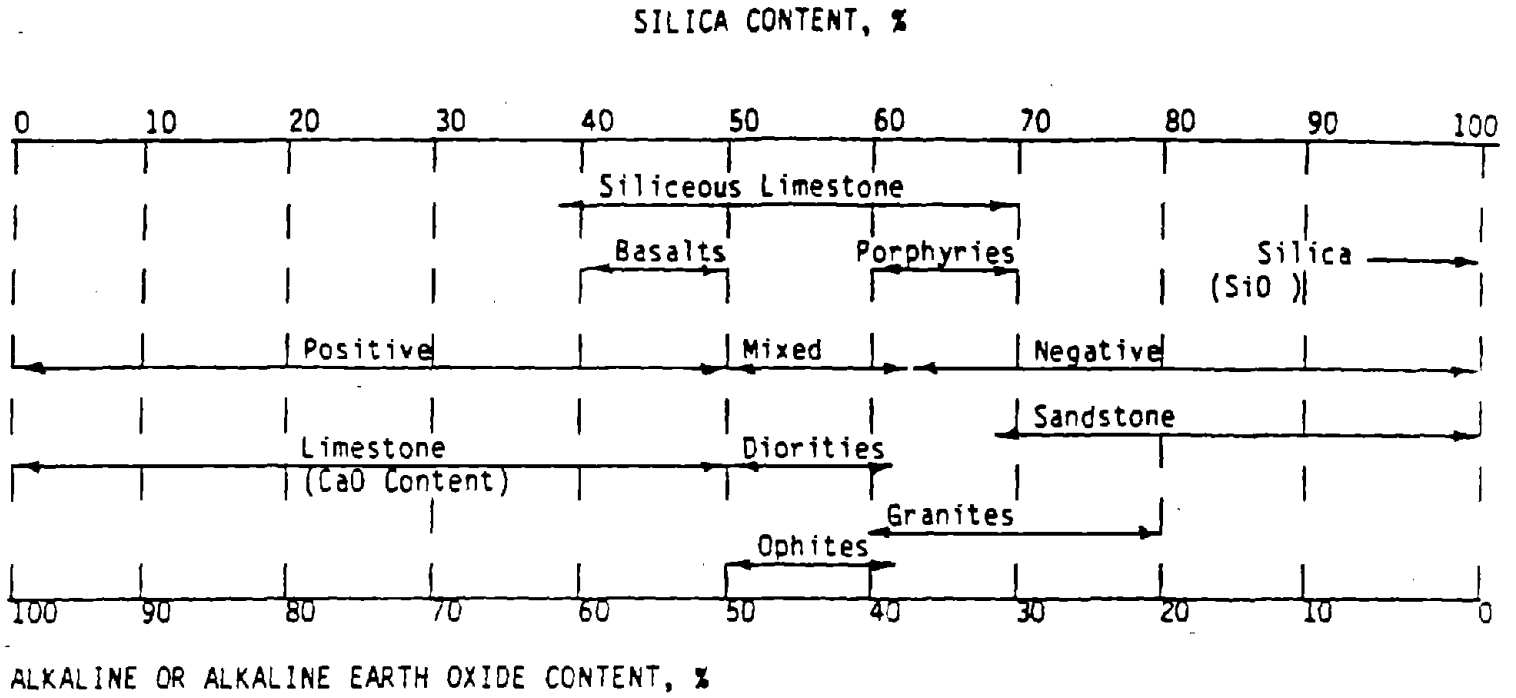 SILICA CONTENT, %
0 10 20 30 40 50 60 70 80 90 100
Siliceous Limestone
Basalts Porphyries Silica
(SiO )
Positive Mixed Negative
Sandstone
Limestone Diorities
(CaO Content)
Granites
Ophites
100 90 80 70 60 50 40 30 20 10 0
ALKALINE OR ALKALINE EARTH OXIDE CONTENT, %